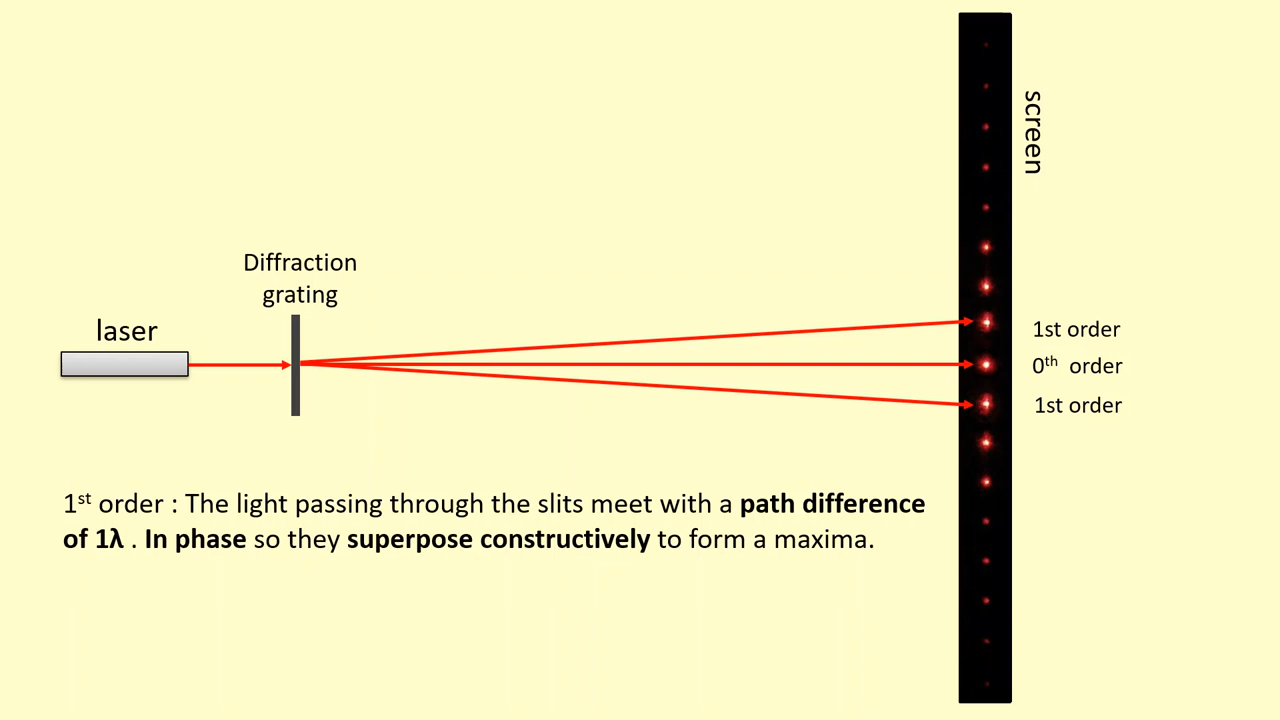 screen
Diffraction
grating
laser
1st order
0th order
1st order
1st order : The light passing through the slits meet with a path difference
of 1λ . In phase so they superpose constructively to form a maxima.